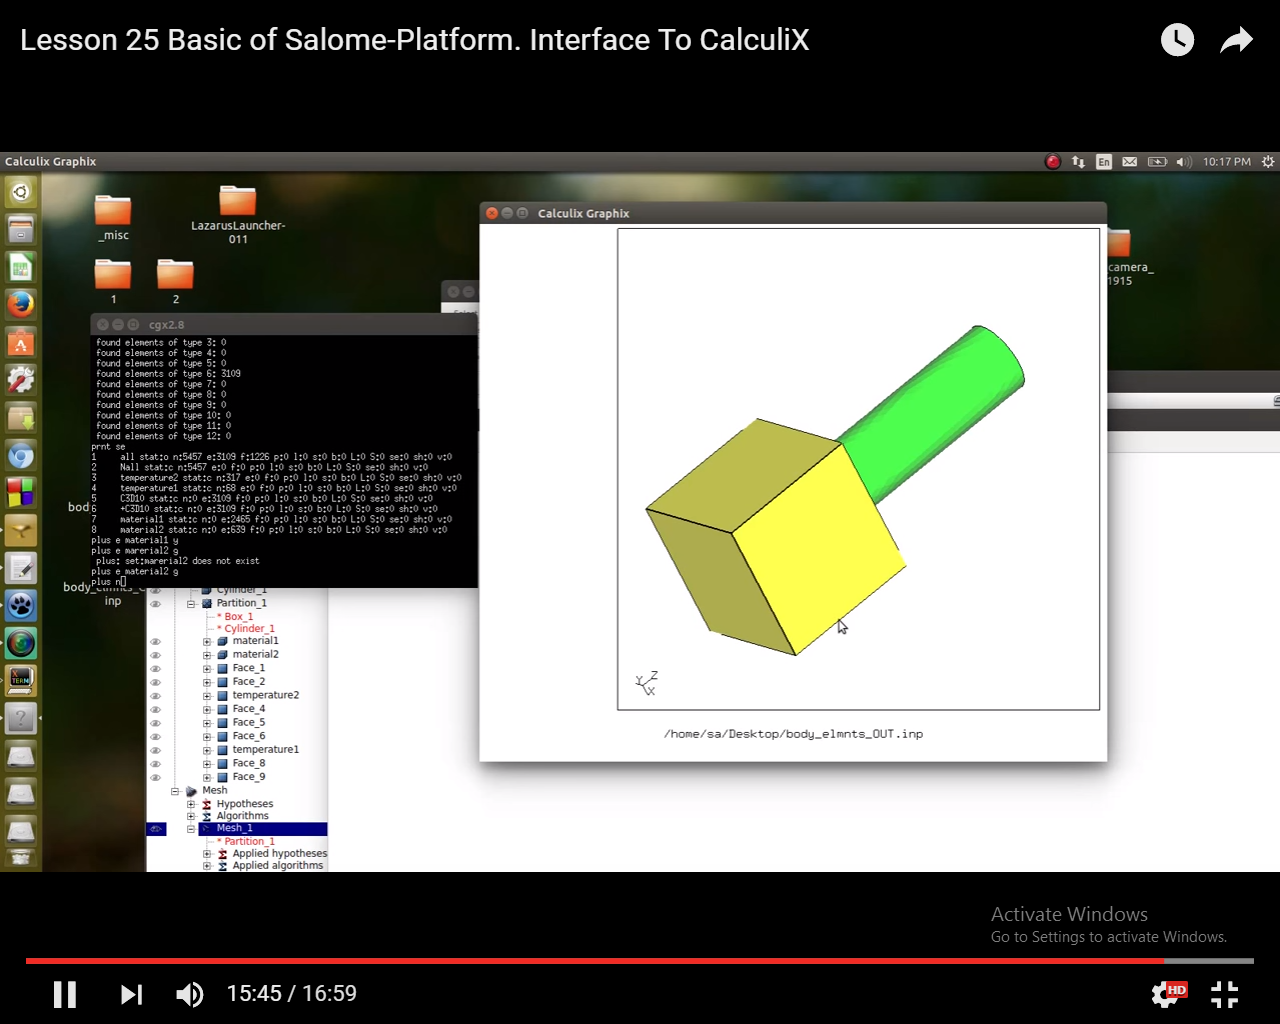 Lesson 25 Basic of Salome-Platform. Interface To CalculiX
Calculix Graphix
En
10:17 PM
_misc
LazarusLauncher-
011
1
2
camera_
1915
Calculix Graphix
cgx2.8
found elements of type 3: 0
found elements of type 4: 0
found elements of type 5: 0
found elements of type 6: 3109
found elements of type 7: 0
found elements of type 8: 0
found elements of type 9: 0
found elements of type 10: 0
found elements of type 11: 0
found elements of type 12: 0
prnt se
1 all stat:o n:5457 e:3109 f:1226 p:0 l:0 s:0 b:0 L:0 S:0 se:0 sh:0 v:0
2 Nall stat:c n:5457 e:0 f:0 p:0 l:0 s:0 b:0 L:0 S:0 se:0 sh:0 v:0
3 temperature2 stat:c n:317 e:0 f:0 p:0 l:0 s:0 b:0 L:0 S:0 se:0 sh:0 v:0
4 temperature1 stat:c n:68 e:0 f:0 p:0 l:0 s:0 b:0 L:0 S:0 se:0 sh:0 v:0
5 C3D10 stat:c n:0 e:3109 f:0 p:0 l:0 s:0 b:0 L:0 S:0 se:0 sh:0 v:0
6 +C3D10 stat:c n:0 e:3109 f:0 p:0 l:0 s:0 b:0 L:0 S:0 se:0 sh:0 v:0
7 material1 stat:c n:0 e:2465 f:0 p:0 l:0 s:0 b:0 L:0 S:0 se:0 sh:0 v:0
8 material2 stat:c n:0 e:639 f:0 p:0 l:0 s:0 b:0 L:0 S:0 se:0 sh:0 v:0
plus e material1 y
plus e marerial2 g
plus: set:marerial2 does not exist
plus e material2 g
plus n
bod
body_elmnts_
inp
Cylinder_1
Partition_1
* Box_1
* Cylinder_1
material1
material2
Face_1
Face_2
temperature2
Face_4
Face_5
Face_6
temperature1
Face_8
Face_9
Mesh
Hypotheses
Algorithms
Mesh_1
* Partition_1
Applied hypotheses
Applied algorithms
TERM
Y Z
X
/home/sa/Desktop/body_elmnts_OUT.inp
Activate Windows
Go to Settings to activate Windows.
15:45 / 16:59
HD